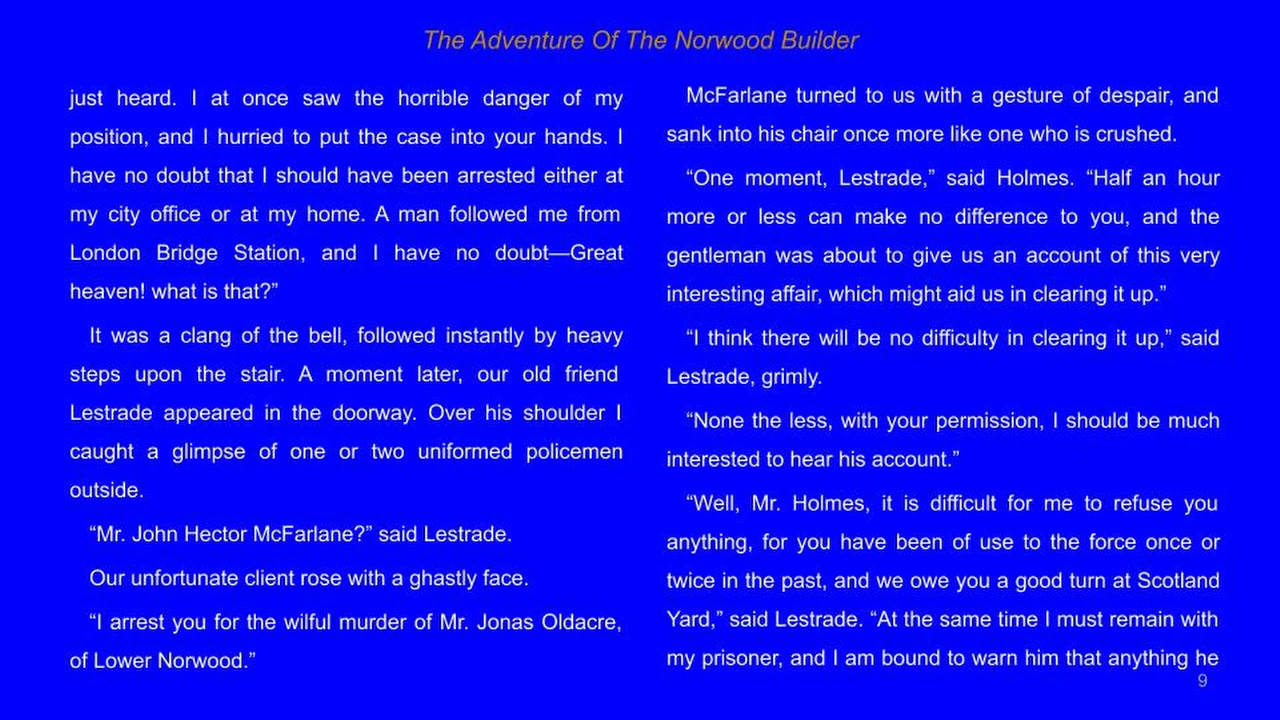 The Adventure Of The Norwood Builder
just heard. I at once saw the horrible danger of my
position, and I hurried to put the case into your hands. I
have no doubt that I should have been arrested either at
my city office or at my home. A man followed me from
London Bridge Station, and I have no doubt—Great
heaven! what is that?”
It was a clang of the bell, followed instantly by heavy
steps upon the stair. A moment later, our old friend
Lestrade appeared in the doorway. Over his shoulder I
caught a glimpse of one or two uniformed policemen
outside.
“Mr. John Hector McFarlane?” said Lestrade.
Our unfortunate client rose with a ghastly face.
“I arrest you for the wilful murder of Mr. Jonas Oldacre,
of Lower Norwood.”
McFarlane turned to us with a gesture of despair, and
sank into his chair once more like one who is crushed.
“One moment, Lestrade,” said Holmes. “Half an hour
more or less can make no difference to you, and the
gentleman was about to give us an account of this very
interesting affair, which might aid us in clearing it up.”
“I think there will be no difficulty in clearing it up,” said
Lestrade, grimly.
“None the less, with your permission, I should be much
interested to hear his account.”
“Well, Mr. Holmes, it is difficult for me to refuse you
anything, for you have been of use to the force once or
twice in the past, and we owe you a good turn at Scotland
Yard,” said Lestrade. “At the same time I must remain with
my prisoner, and I am bound to warn him that anything he
9